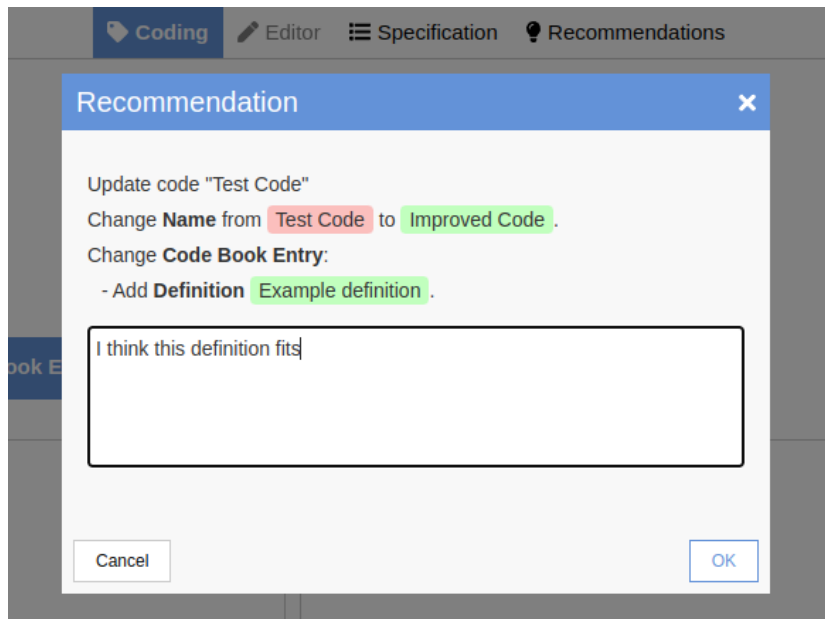 Coding Editor Specification Recommendations
Recommendation
Update code "Test Code"
Change Name from Test Code to Improved Code .
Change Code Book Entry:
- Add Definition Example definition .
ook E
I think this definition fits
Cancel OK